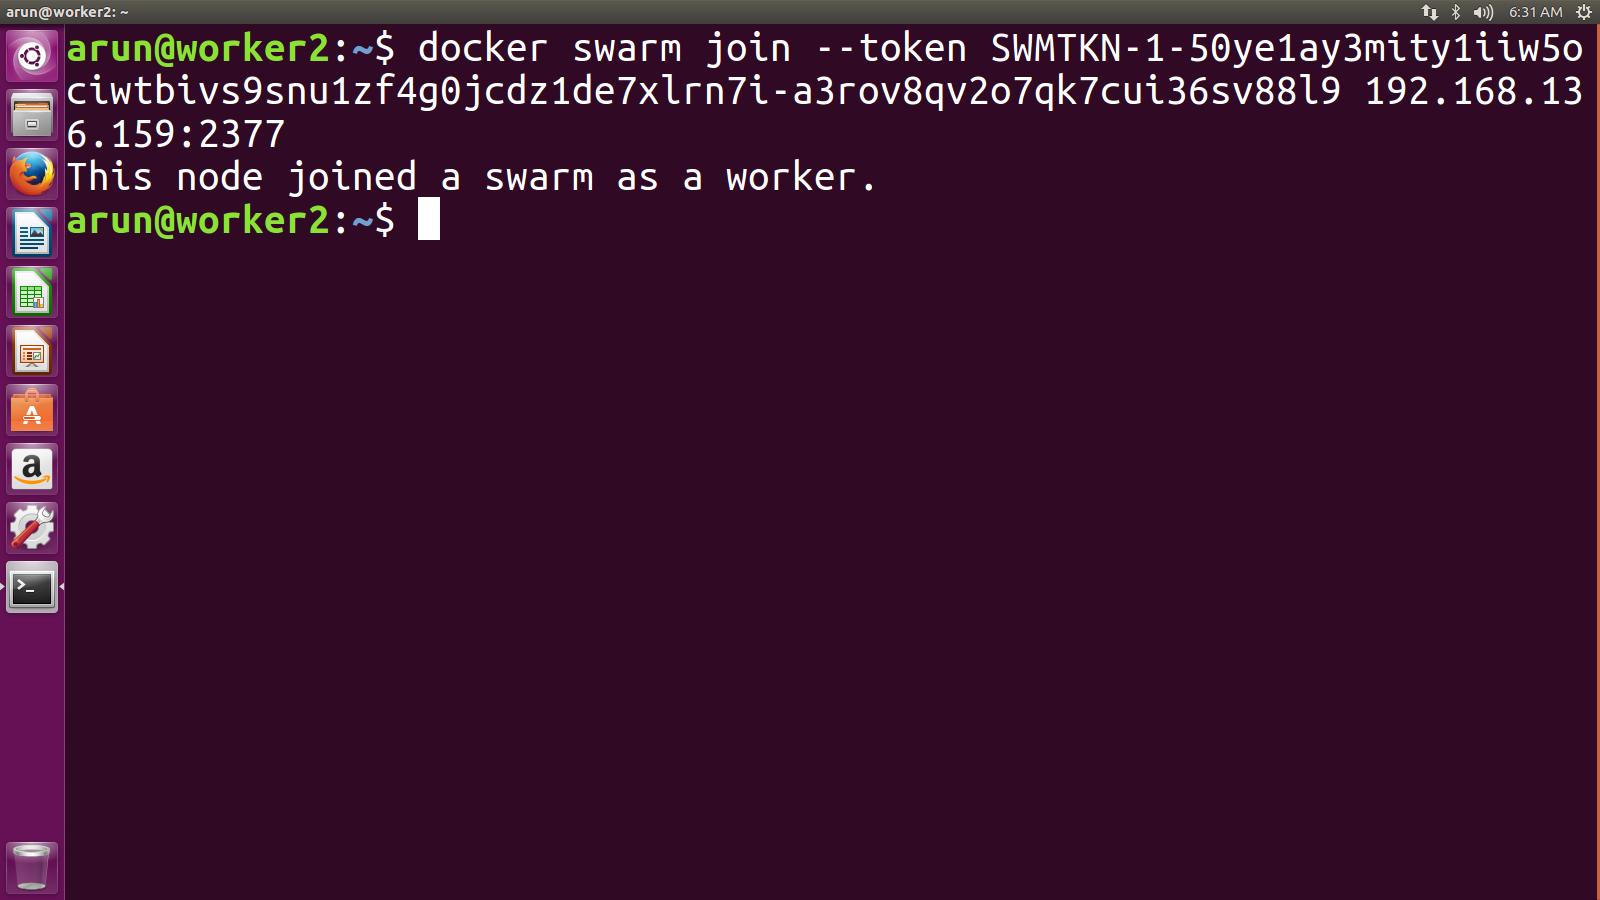 arun@worker2: ~
6:31 AM
arun@worker2:~$ docker swarm join --token SWMTKN-1-50ye1ay3mity1iiw5o
ciwtbivs9snu1zf4g0jcdz1de7xlrn7i-a3rov8qv2o7qk7cui36sv88l9 192.168.13
6.159:2377
This node joined a swarm as a worker.
arun@worker2:~$